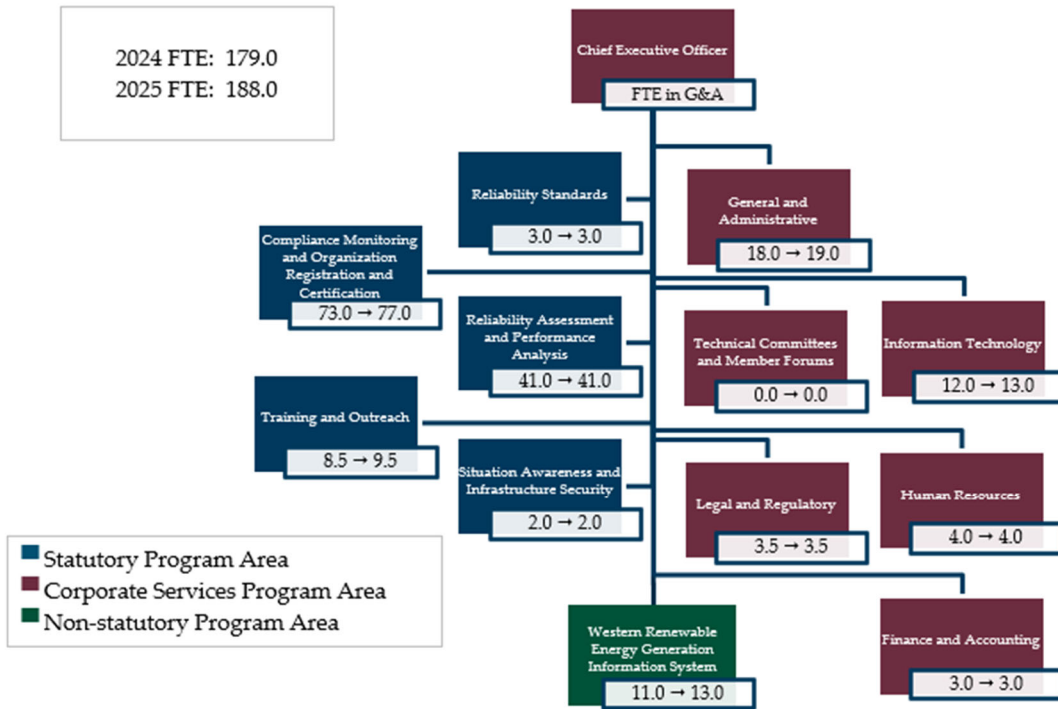 2024 FTE: 179.0
2025 FTE: 188.0
Chief Executive Officer
FTE in G&A
Reliability Standards
3.0 → 3.0
General and
Administrative
18.0 → 19.0
Compliance Monitoring
and Organization
Registration and
Certification
73.0 → 77.0
Reliability Assessment
and Performance
Analysis
41.0 → 41.0
Technical Committees
and Member Forums
0.0 → 0.0
Information Technology
12.0 → 13.0
Training and Outreach
8.5 → 9.5
Situation Awareness and
Infrastructure Security
2.0 → 2.0
Legal and Regulatory
3.5 → 3.5
Human Resources
4.0 → 4.0
Statutory Program Area
Corporate Services Program Area
Non-statutory Program Area
Western Renewable
Energy Generation
Information System
11.0 → 13.0
Finance and Accounting
3.0 → 3.0